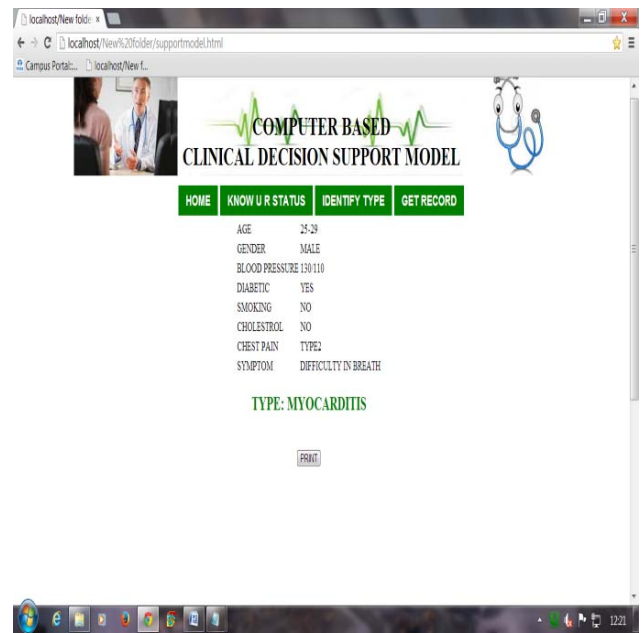 localhost/New folde
localhost/New%20folder/supportmodel.html
Campus Portal:... localhost/New f...
COMPUTER BASED
CLINICAL DECISION SUPPORT MODEL
HOME KNOW U R STATUS IDENTIFY TYPE GET RECORD
AGE 25-29
GENDER MALE
BLOOD PRESSURE 130/110
DIABETIC YES
SMOKING NO
CHOLESTROL NO
CHEST PAIN TYPE2
SYMPTOM DIFFICULTY IN BREATH
TYPE: MYOCARDITIS
PRINT
12:21